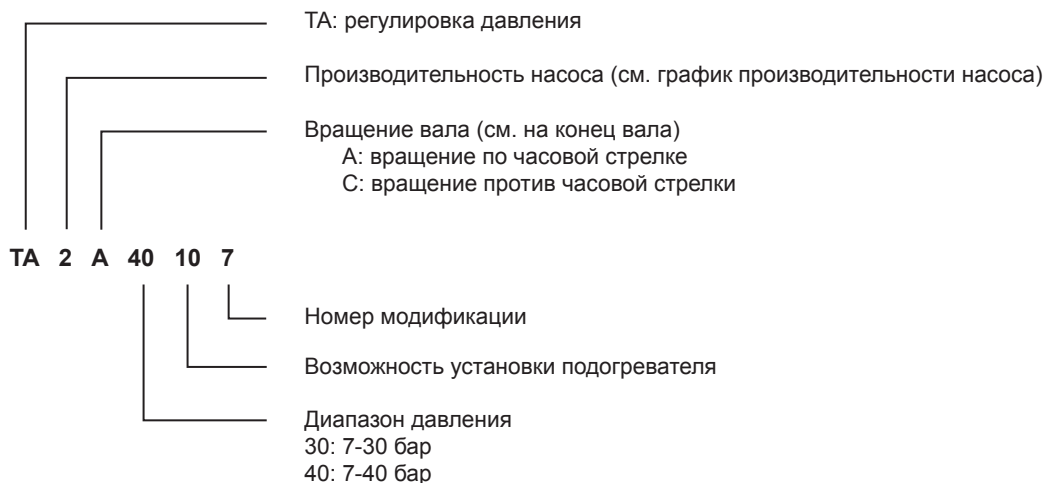 TA: регулировка давления
Производительность насоса (см. график производительности насоса)
Вращение вала (см. на конец вала)
A: вращение по часовой стрелке
C: вращение против часовой стрелки
TA 2 A 40 10 7
Номер модификации
Возможность установки подогревателя
Диапазон давления
30: 7-30 бар
40: 7-40 бар